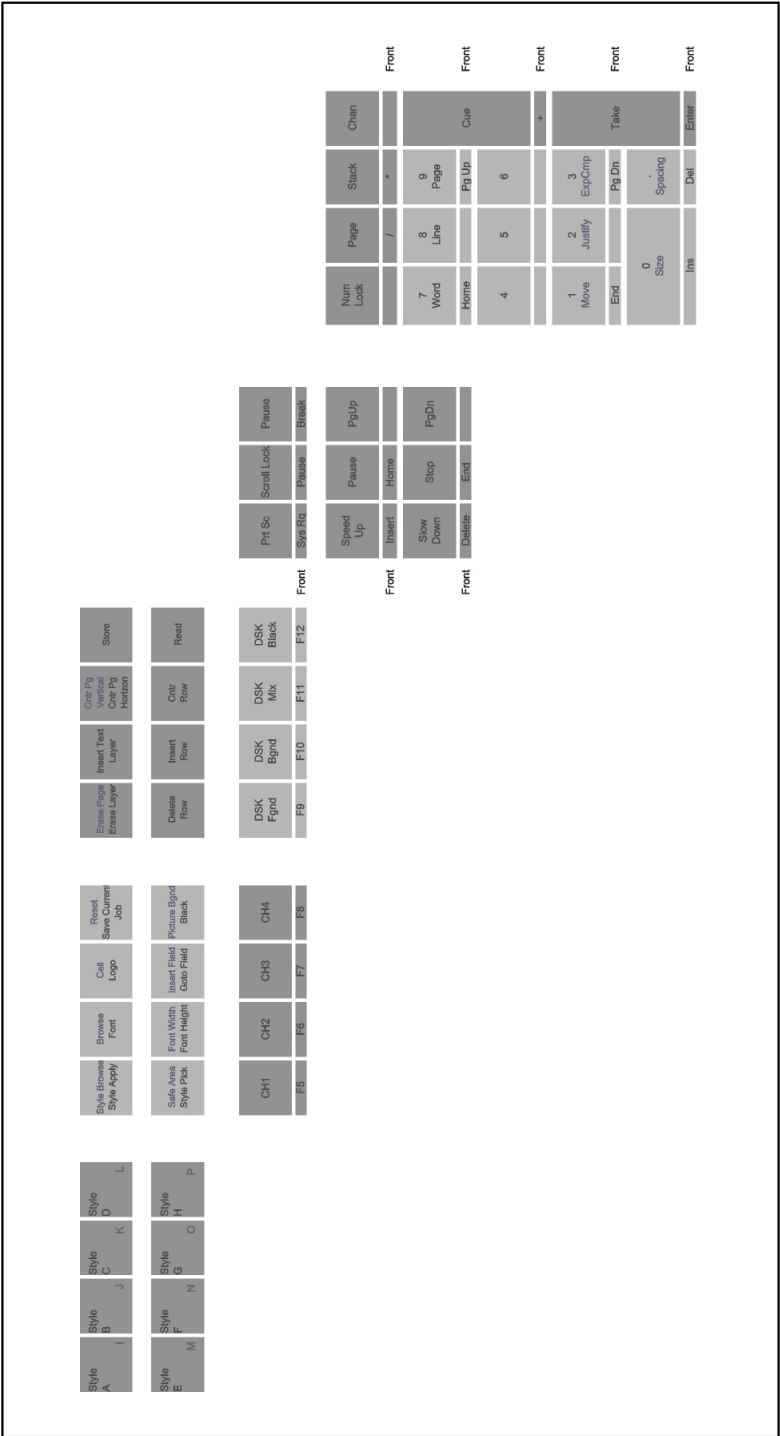 Style
A
I
Style
B
J
Style
C
K
Style
D
L
Style Browse
Style Apply
Browse
Font
Cell
Logo
Reset
Save Current
Job
Erase Page
Erase Layer
Insert Text
Layer
Cntr Pg
Vertical
Cntr Pg
Horizon
Store
Style
E
M
Style
F
N
Style
G
O
Style
H
P
Safe Area
Style Pick
Font Width
Font Height
Insert Field
Goto Field
Picture Bgnd
Black
Delete
Row
Insert
Row
Cntr
Row
Read
CH1
CH2
CH3
CH4
DSK
Fgnd
DSK
Bgnd
DSK
Mix
DSK
Black
Prt Sc
Scroll Lock
Pause
F5
F6
F7
F8
F9
F10
F11
F12
Front
Sys Rq
Pause
Break
Speed
Up
Pause
PgUp
Num
Lock
Page
Stack
Chan
Front
Insert
Home
/
*
Front
Slow
Down
Stop
PgDn
7
Word
8
Line
9
Page
Cue
Front
Delete
End
Home
Pg Up
Front
4
5
6
+
Front
1
Move
2
Justify
3
ExpCmp
Take
End
Pg Dn
Front
0
Size
.
Spacing
Ins
Del
Enter
Front